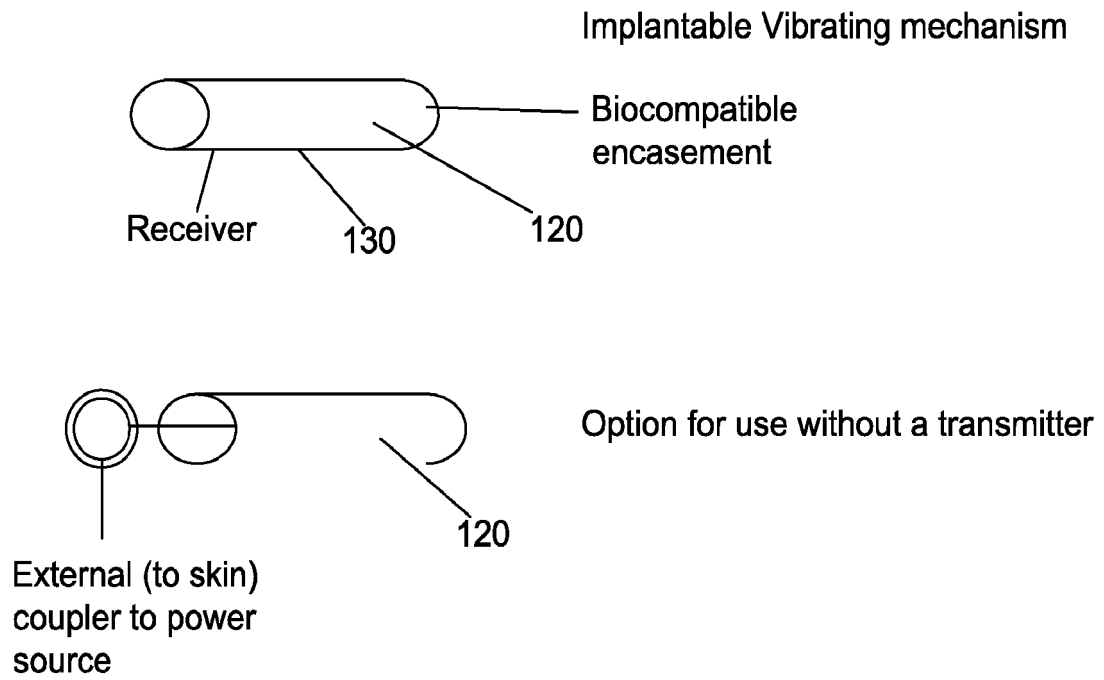 Implantable Vibrating mechanism
Biocompatible
encasement
Receiver
130
120
Option for use without a transmitter
120
External (to skin)
coupler to power
source